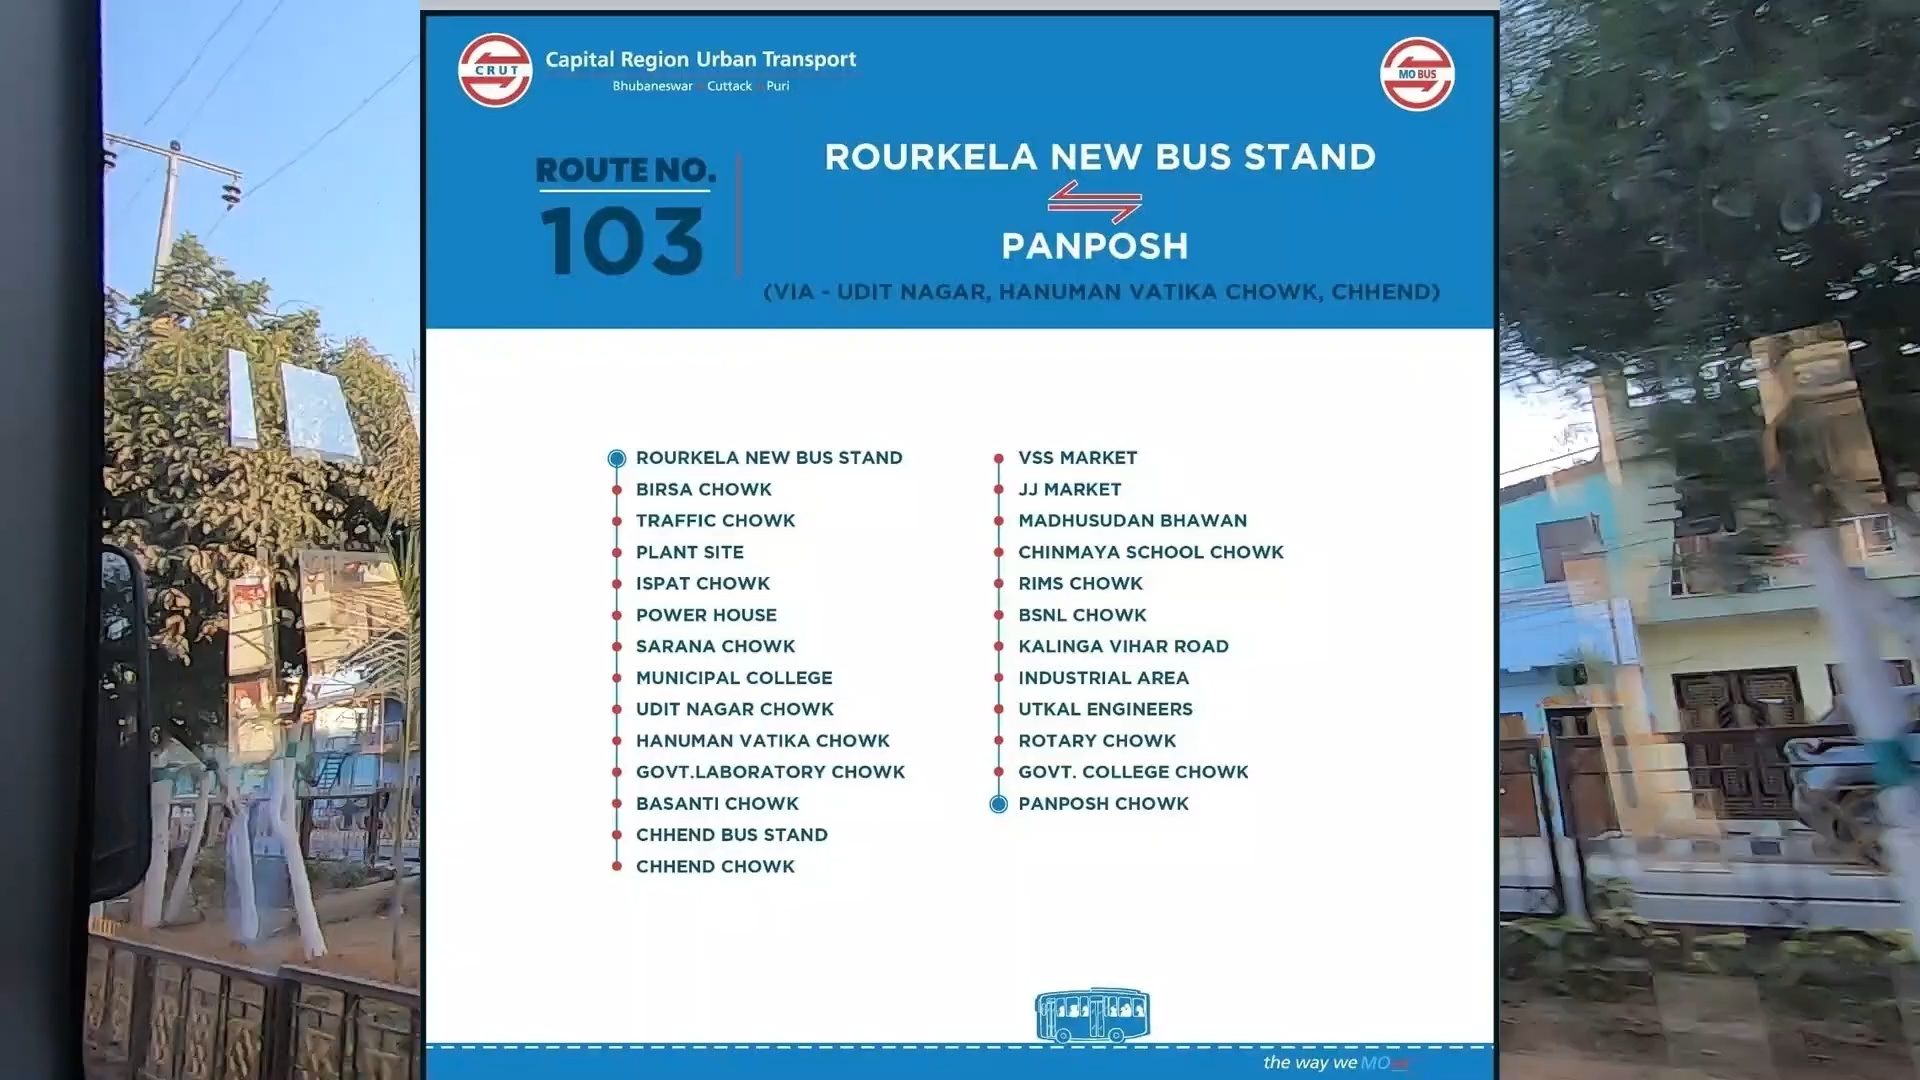 CRUT
Capital Region Urban Transport
Bhubaneswar Cuttack Puri
MO BUS
ROUTE NO.
103
ROURKELA NEW BUS STAND
PANPOSH
(VIA - UDIT NAGAR, HANUMAN VATIKA CHOWK, CHHEND)
ROURKELA NEW BUS STAND
BIRSA CHOWK
TRAFFIC CHOWK
PLANT SITE
ISPAT CHOWK
POWER HOUSE
SARANA CHOWK
MUNICIPAL COLLEGE
UDIT NAGAR CHOWK
HANUMAN VATIKA CHOWK
GOVT.LABORATORY CHOWK
BASANTI CHOWK
CHHEND BUS STAND
CHHEND CHOWK
VSS MARKET
JJ MARKET
MADHUSUDAN BHAWAN
CHINMAYA SCHOOL CHOWK
RIMS CHOWK
BSNL CHOWK
KALINGA VIHAR ROAD
INDUSTRIAL AREA
UTKAL ENGINEERS
ROTARY CHOWK
GOVT. COLLEGE CHOWK
PANPOSH CHOWK
the way we MO